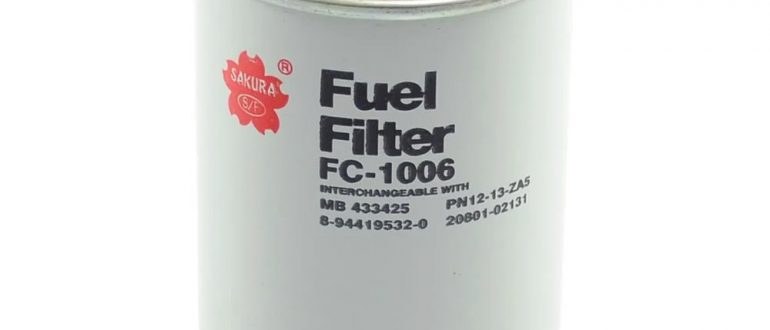 SAKURA
S/F
®
Fuel
Filter
FC-1006
INTERCHANGEABLE WITH
MB 433425 PN12-13-ZA5
8-94419532-0 20801-02131